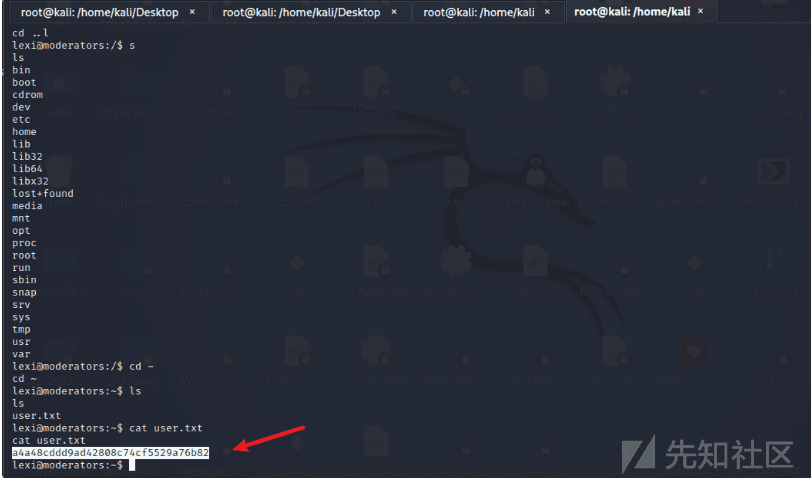 root@kali: /home/kali/Desktop × root@kali: /home/kali/Desktop × root@kali: /home/kali × root@kali: /home/kali ×
cd ..l
lexi@moderators:/$ s
ls
bin
boot
cdrom
dev
etc
home
lib
lib32
lib64
libx32
lost+found
media
mnt
opt
proc
root
run
sbin
snap
srv
sys
tmp
usr
var
lexi@moderators:/$ cd ~
cd ~
lexi@moderators:~$ ls
ls
user.txt
lexi@moderators:~$ cat user.txt
cat user.txt
a4a48cddd9ad42808c74cf5529a76b82
lexi@moderators:~$
先知社区